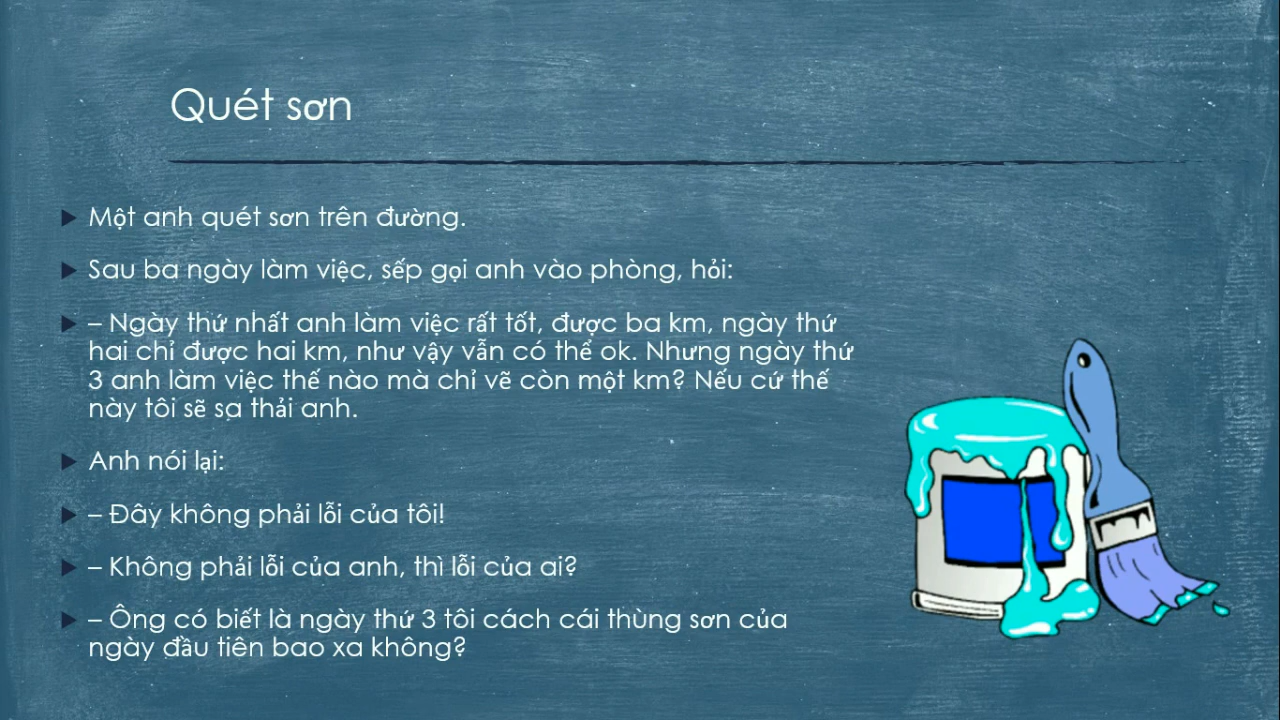 Quét sơn
Một anh quét sơn trên đường.
Sau ba ngày làm việc, sếp gọi anh vào phòng, hỏi:
– Ngày thứ nhất anh làm việc rất tốt, được ba km, ngày thứ
hai chỉ được hai km, như vậy vẫn có thể ok. Nhưng ngày thứ
3 anh làm việc thế nào mà chỉ vẽ còn một km? Nếu cứ thế
này tôi sẽ sa thải anh.
Anh nói lại:
– Đây không phải lỗi của tôi!
– Không phải lỗi của anh, thì lỗi của ai?
– Ông có biết là ngày thứ 3 tôi cách cái thùng sơn của
ngày đầu tiên bao xa không?